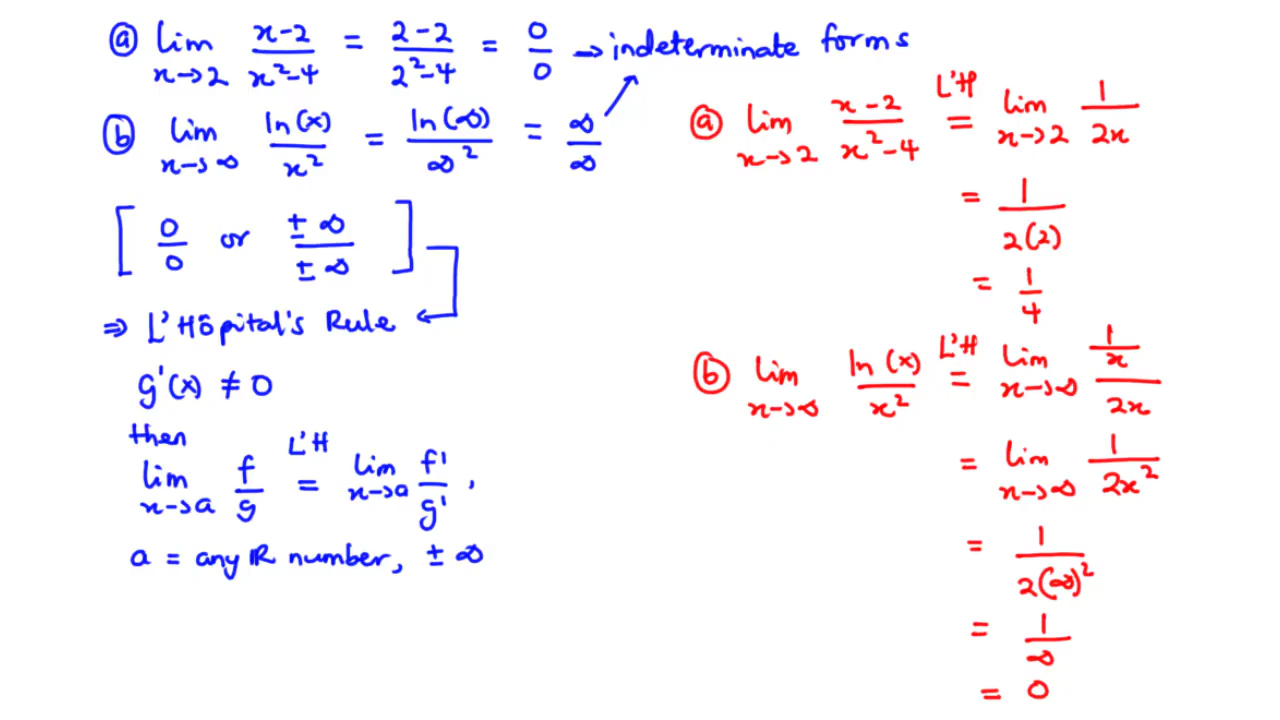 ⓐ lim x→2 (x-2)/(x²-4) = (2-2)/(2²-4) = 0/0 → indeterminate forms
ⓑ lim x→∞ ln(x)/x² = ln(∞)/∞² = ∞/∞
[ 0/0 or ±∞/±∞ ]
⇒ L'Hôpital's Rule
g'(x) ≠ 0
then
lim x→a f/g L'H= lim x→a f'/g',
a = any ℝ number, ±∞
ⓐ lim x→2 (x-2)/(x²-4) L'H= lim x→2 1/(2x)
= 1/(2(2))
= 1/4
ⓑ lim x→∞ ln(x)/x² L'H= lim x→∞ (1/x)/(2x)
= lim x→∞ 1/(2x²)
= 1/(2(∞)²)
= 1/∞
= 0